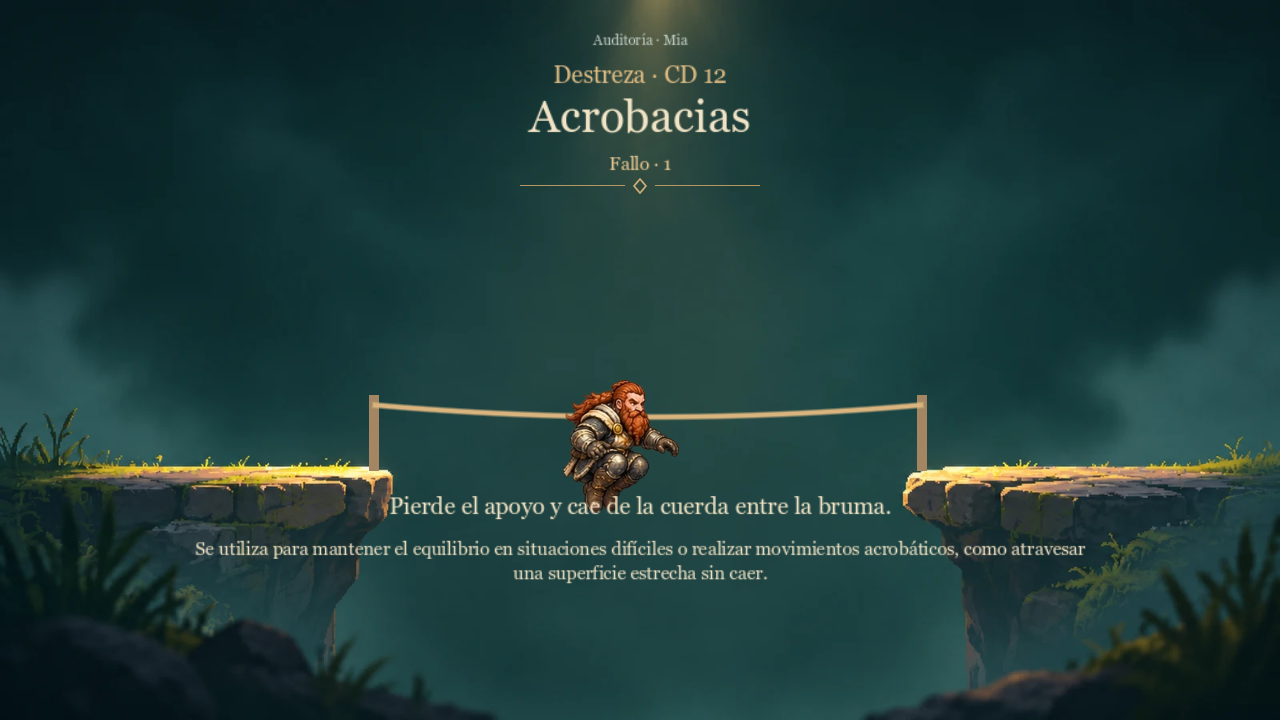 Auditoría · Mia
Destreza · CD 12
Acrobacias
Fallo · 1
Pierde el apoyo y cae de la cuerda entre la bruma.
Se utiliza para mantener el equilibrio en situaciones difíciles o realizar movimientos acrobáticos, como atravesar
una superficie estrecha sin caer.